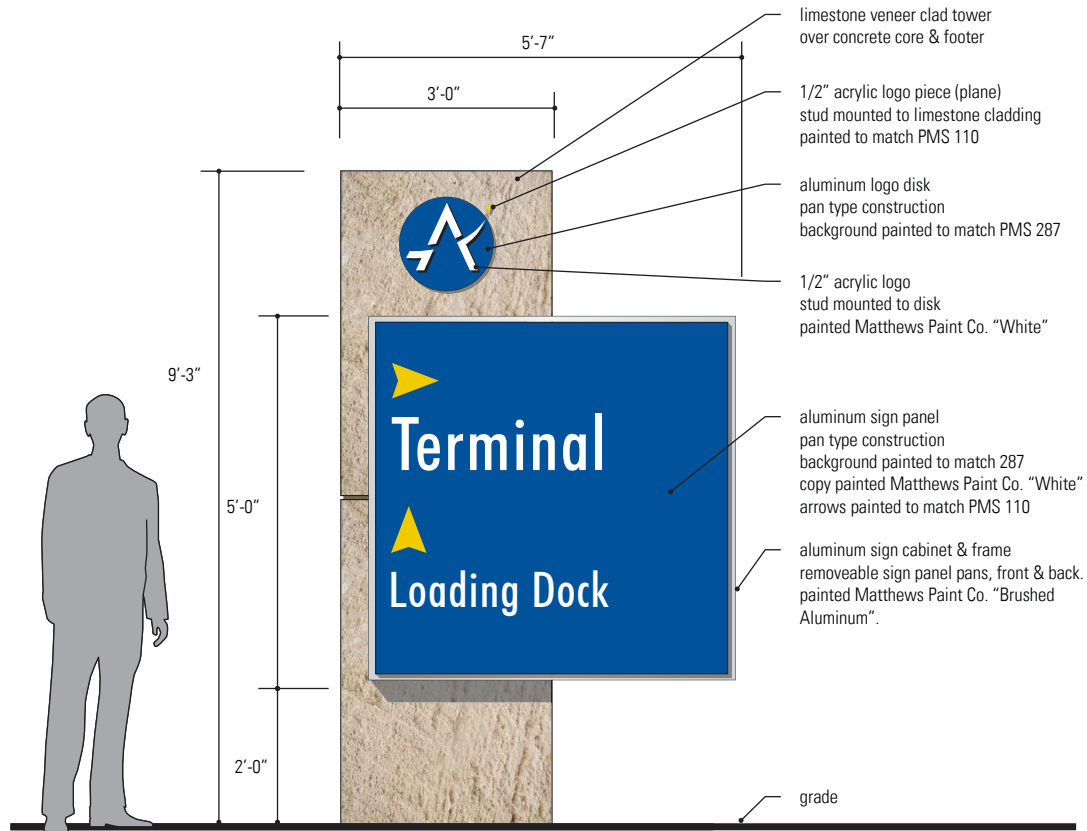 limestone veneer clad tower
over concrete core & footer
5’-7”
3’-0”
1/2” acrylic logo piece (plane)
stud mounted to limestone cladding
painted to match PMS 110
aluminum logo disk
pan type construction
background painted to match PMS 287
1/2” acrylic logo
stud mounted to disk
painted Matthews Paint Co. “White”
9’-3”
Terminal
aluminum sign panel
pan type construction
background painted to match 287
copy painted Matthews Paint Co. “White”
arrows painted to match PMS 110
5’-0”
Loading Dock
aluminum sign cabinet & frame
removeable sign panel pans, front & back.
painted Matthews Paint Co. “Brushed
Aluminum”.
2’-0”
grade